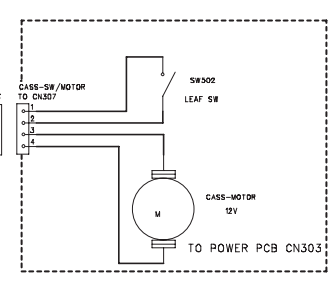 CASS-SW/MOTOR
TO CN307
1
2
3
4
SW502
LEAF SW
CASS-MOTOR
12V
M
TO POWER PCB CN303